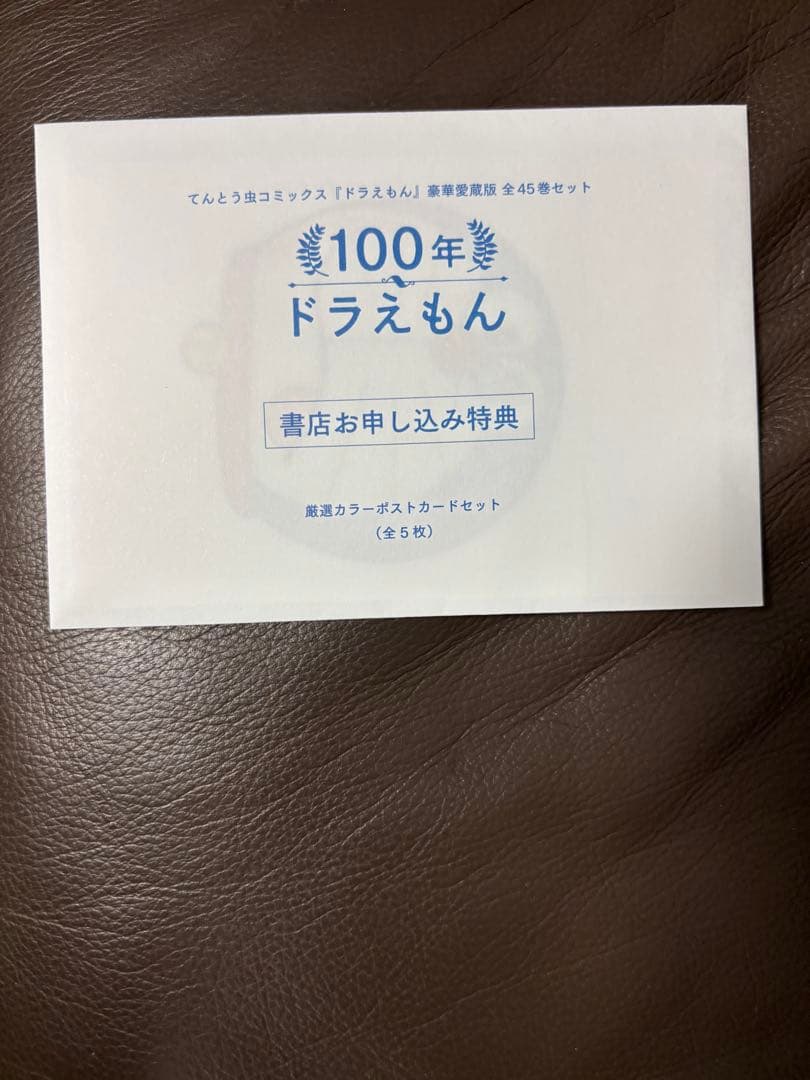 てんとう虫コミックス『ドラえもん』豪華愛蔵版 全45巻セット
100年
ドラえもん
書店お申し込み特典
厳選カラーポストカードセット
（全5枚）